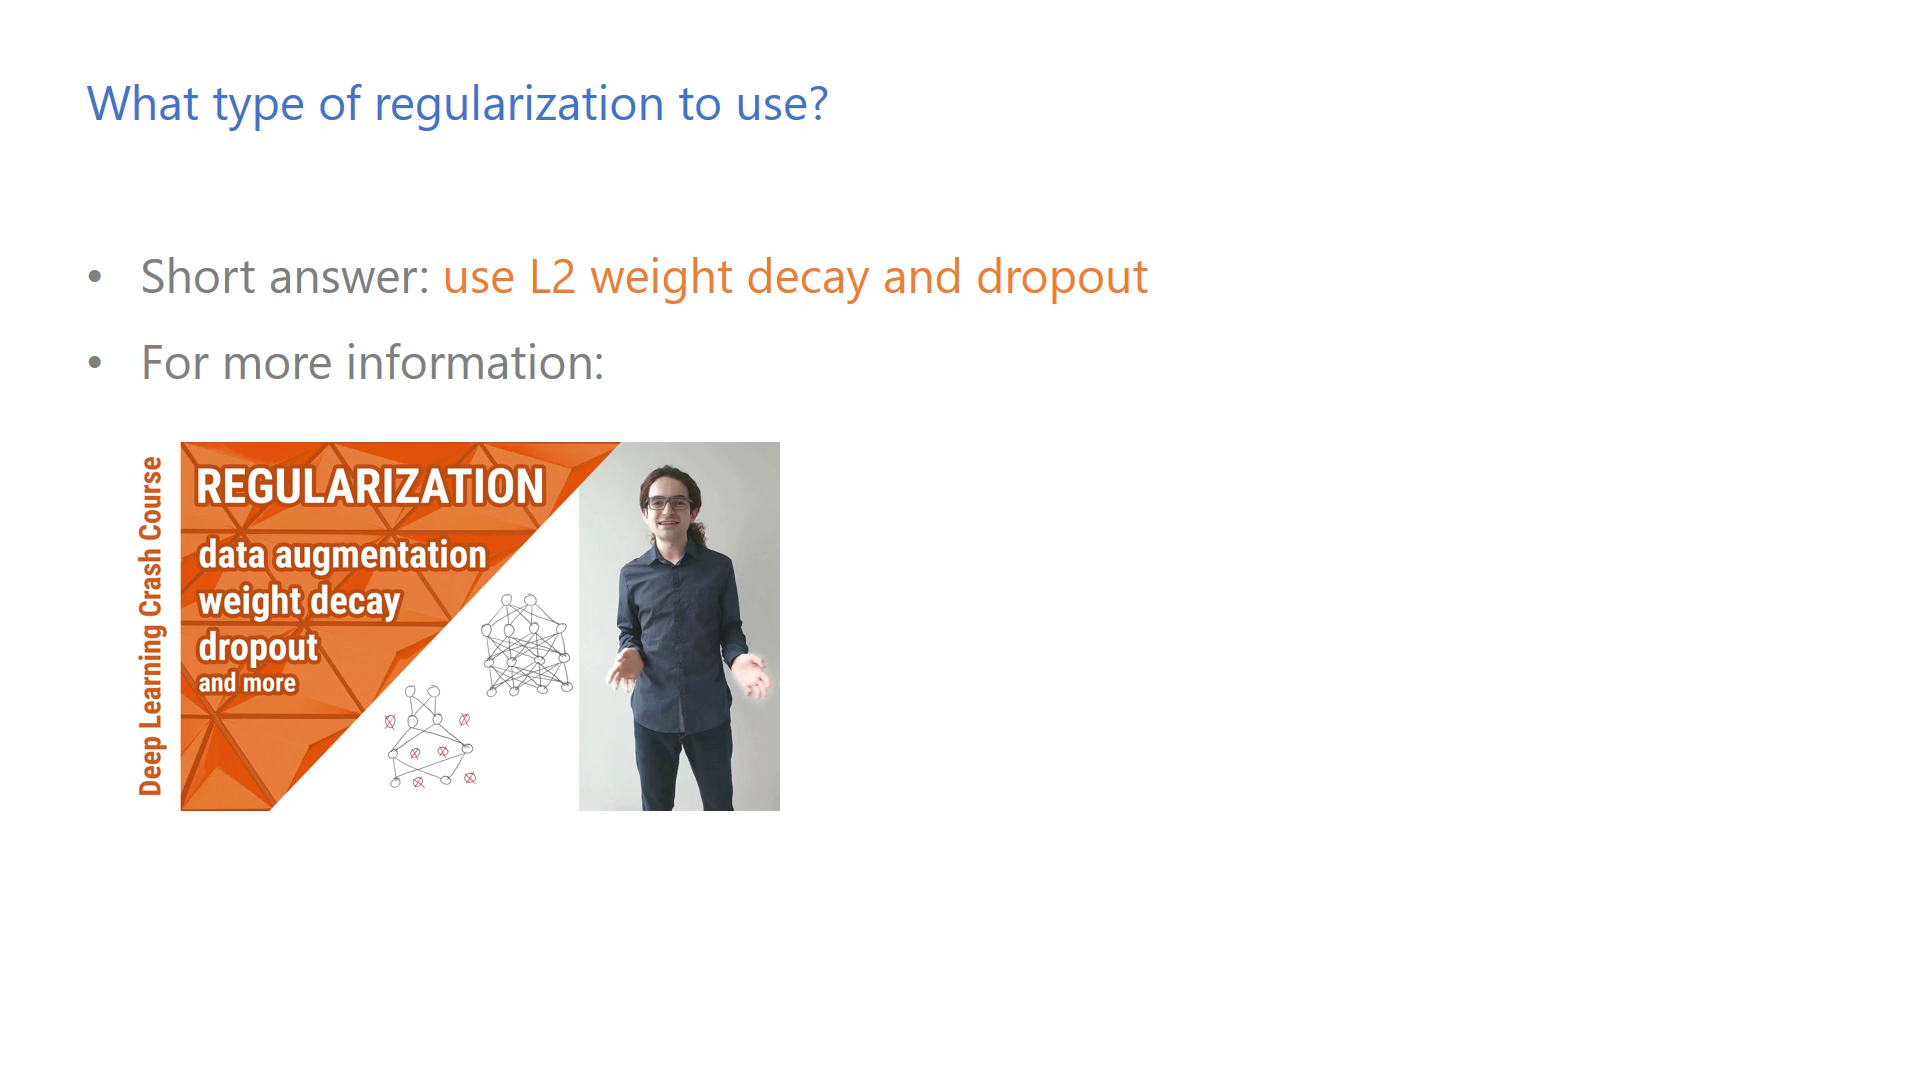 What type of regularization to use?
• Short answer: use L2 weight decay and dropout
• For more information:
Deep Learning Crash Course
REGULARIZATION
data augmentation
weight decay
dropout
and more